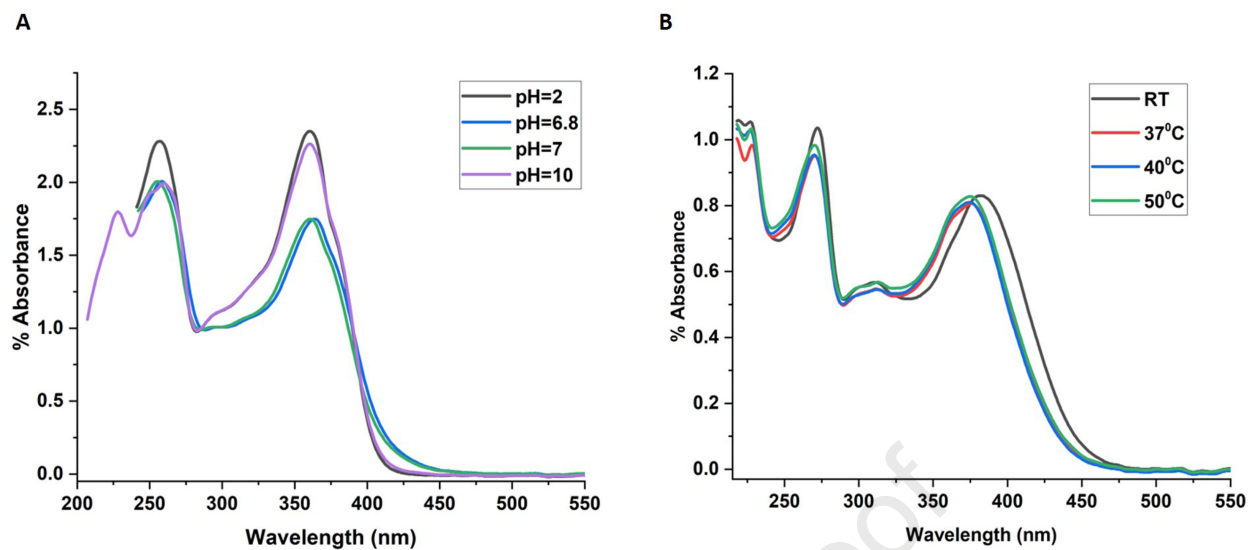 A
B
% Absorbance
2.5
2.0
1.5
1.0
0.5
0.0
200 250 300 350 400 450 500 550
Wavelength (nm)
pH=2
pH=6.8
pH=7
pH=10
% Absorbance
1.2
1.0
0.8
0.6
0.4
0.2
0.0
250 300 350 400 450 500 550
Wavelength (nm)
RT
37⁰C
40⁰C
50⁰C